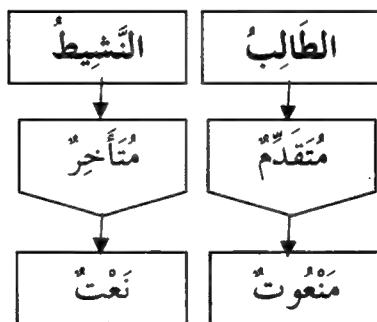 الطَالِبُ النَّشِيطُ
مُتَقَدِّمٌ مُتَأَخِرٌ
مَنْعُوتٌ نَعْتٌ